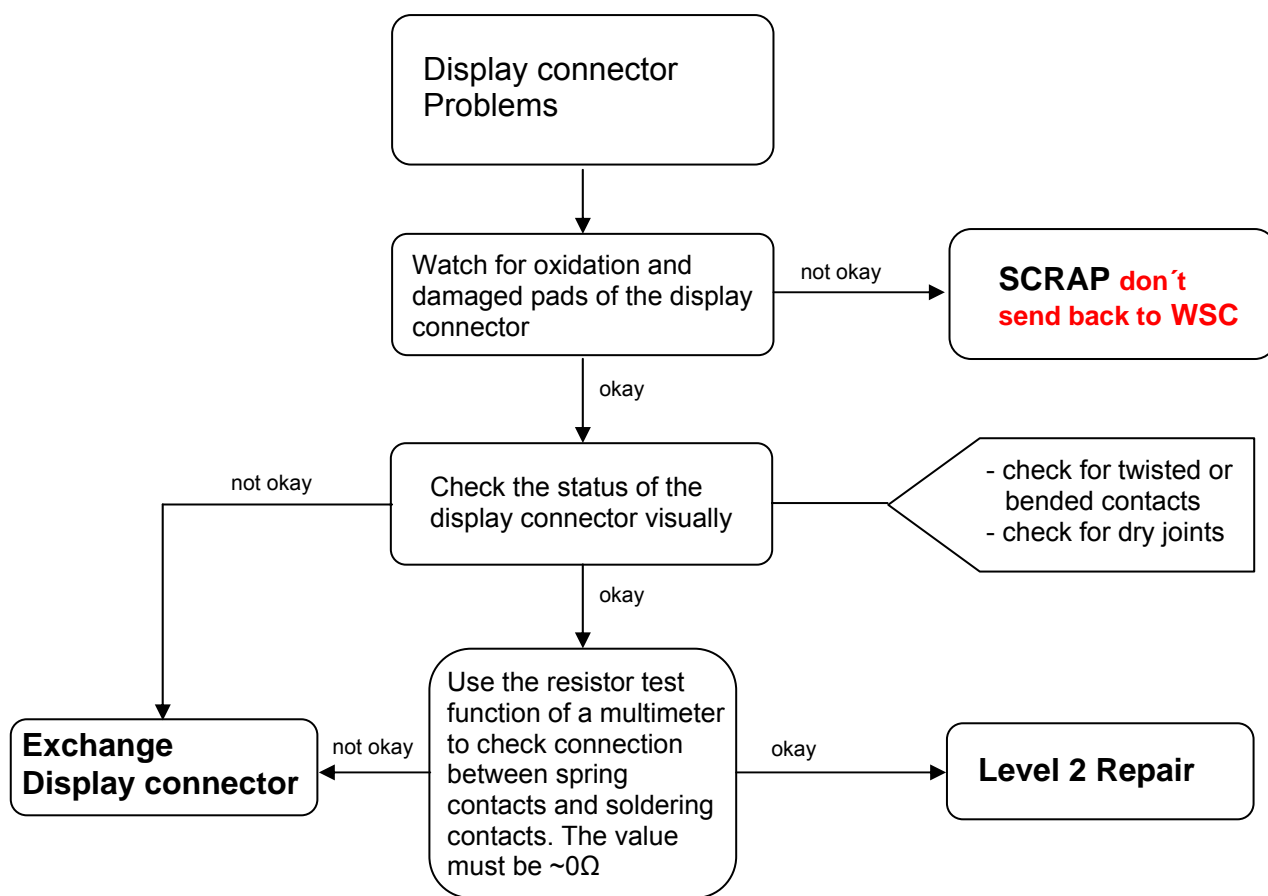 Display connector
Problems
Watch for oxidation and
damaged pads of the display
connector
not okay
SCRAP don´t
send back to WSC
okay
not okay
Check the status of the
display connector visually
- check for twisted or
bended contacts
- check for dry joints
okay
Use the resistor test
function of a multimeter
to check connection
between spring
contacts and soldering
contacts. The value
must be ~0Ω
not okay
Exchange
Display connector
okay
Level 2 Repair